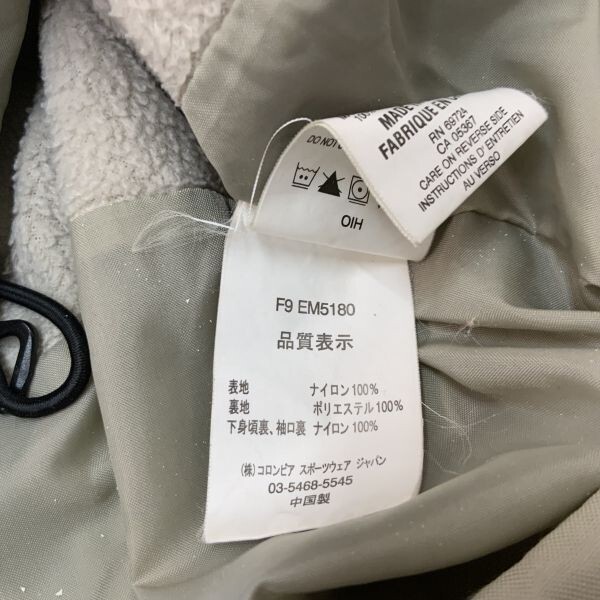 MADE
FABRIQUE EN
RN 69724
CA 05367
CARE ON REVERSE SIDE
INSTRUCTIONS D' ENTRETIEN
AU VERSO
DO NOT
OIH
F9 EM5180
品質表示
表地 ナイロン100%
裏地 ポリエステル100%
下身頃裏、袖口裏 ナイロン100%
(株)コロンビア スポーツウェア ジャパン
03-5468-5545
中国製